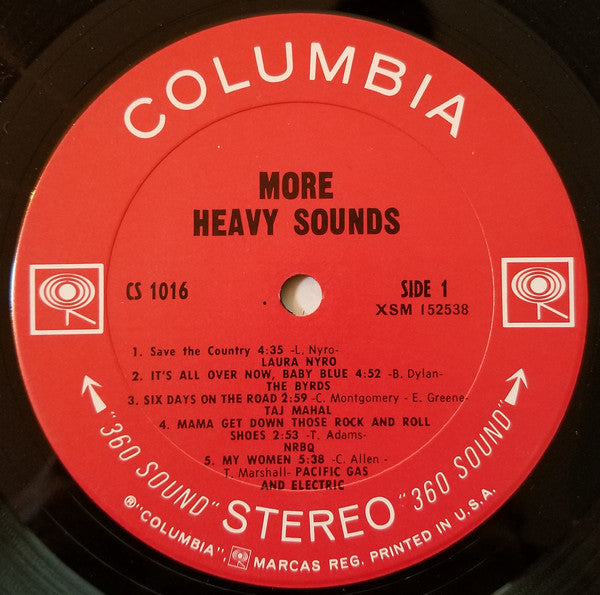 COLUMBIA
MORE
HEAVY SOUNDS
CS 1016
SIDE 1
XSM 152538
1. Save the Country 4:35 -L. Nyro-
LAURA NYRO
2. IT'S ALL OVER NOW, BABY BLUE 4:52 -B. Dylan-
THE BYRDS
3. SIX DAYS ON THE ROAD 2:59 -C. Montgomery - E. Greene-
TAJ MAHAL
4. MAMA GET DOWN THOSE ROCK AND ROLL
SHOES 2:53 -T. Adams-
NRBQ
5. MY WOMEN 5:38 -C. Allen -
T. Marshall- PACIFIC GAS
AND ELECTRIC
"360 SOUND" STEREO "360 SOUND"
®"COLUMBIA", MARCAS REG. PRINTED IN U.S.A.